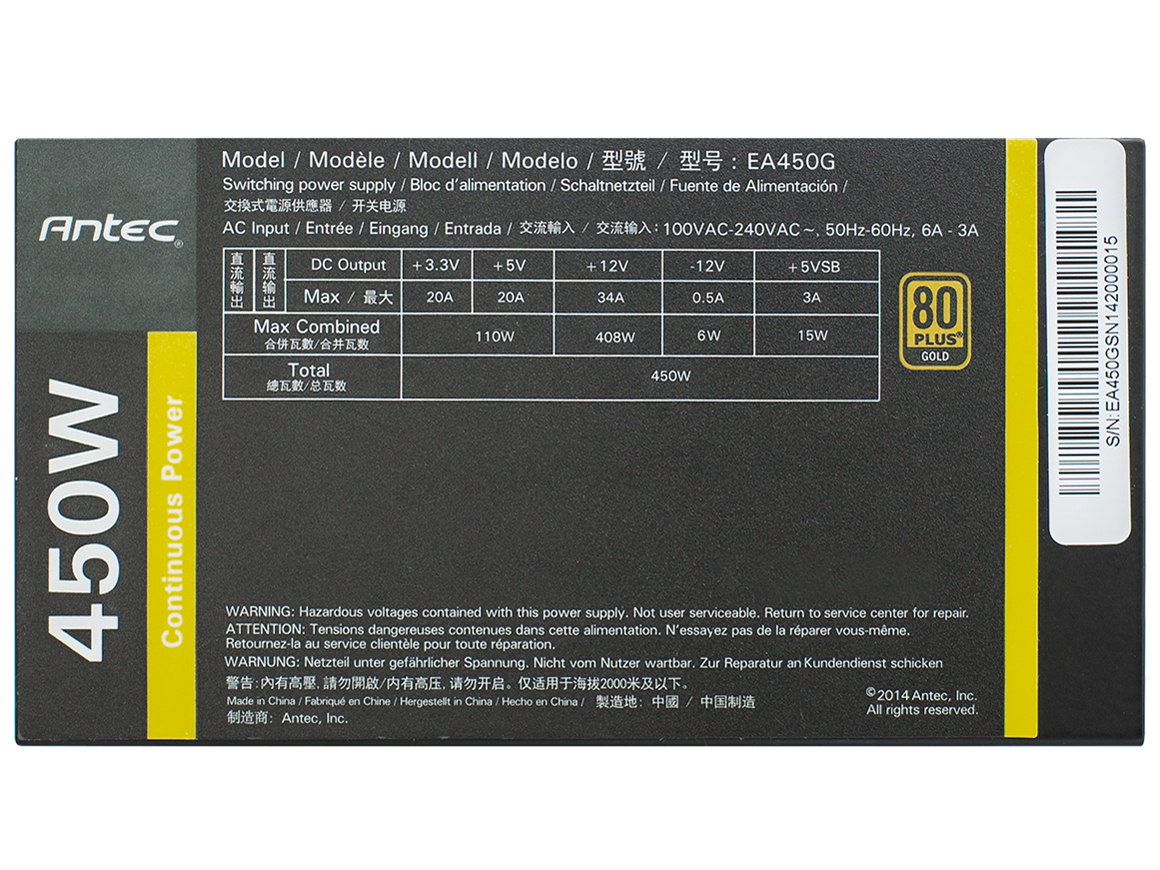 Antec®
450W
Continuous Power
Model / Modèle / Modell / Modelo / 型號 / 型号 : EA450G
Switching power supply / Bloc d'alimentation / Schaltnetzteil / Fuente de Alimentación /
交換式電源供應器 / 开关电源
AC Input / Entrée / Eingang / Entrada / 交流輸入 / 交流输入 : 100VAC-240VAC ~, 50Hz-60Hz, 6A - 3A
直流輸出 直流输出 DC Output +3.3V +5V +12V -12V +5VSB
Max / 最大 20A 20A 34A 0.5A 3A
Max Combined 110W 408W 6W 15W
合併瓦數/合并瓦数
Total 450W
總瓦數/总瓦数
80
PLUS®
GOLD
S/N:EA450GSN142000015
WARNING: Hazardous voltages contained with this power supply. Not user serviceable. Return to service center for repair.
ATTENTION: Tensions dangereuses contenues dans cette alimentation. N'essayez pas de la réparer vous-même.
Retournez-la au service clientèle pour toute réparation.
WARNUNG: Netzteil unter gefährlicher Spannung. Nicht vom Nutzer wartbar. Zur Reparatur an Kundendienst schicken
警告: 內有高壓, 請勿開啟/内有高压, 请勿开启。仅适用于海拔2000米及以下。
Made in China / Fabriqué en Chine / Hergestellt in China / Hecho en China / 製造地: 中國 / 中国制造
制造商: Antec, Inc.
©2014 Antec, Inc.
All rights reserved.